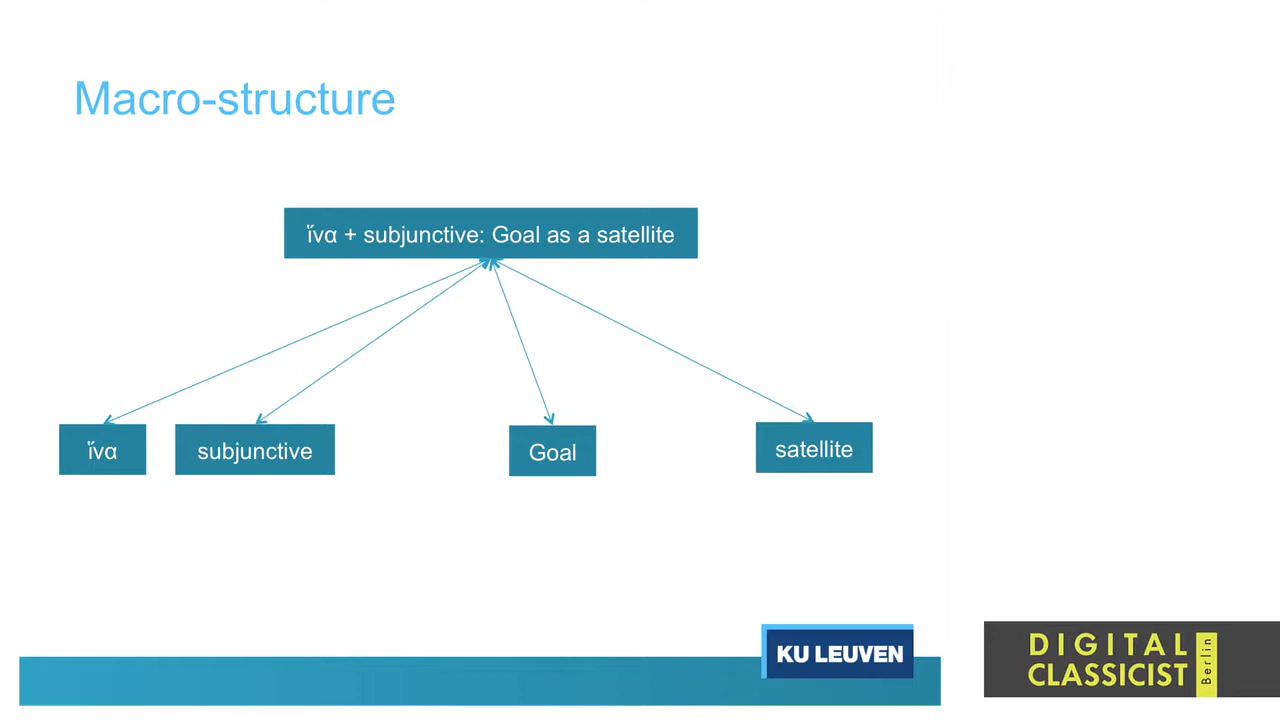 Macro-structure
ἵνα + subjunctive: Goal as a satellite
ἵνα
subjunctive
Goal
satellite
KU LEUVEN
DIGITAL
CLASSICIST
Berlin